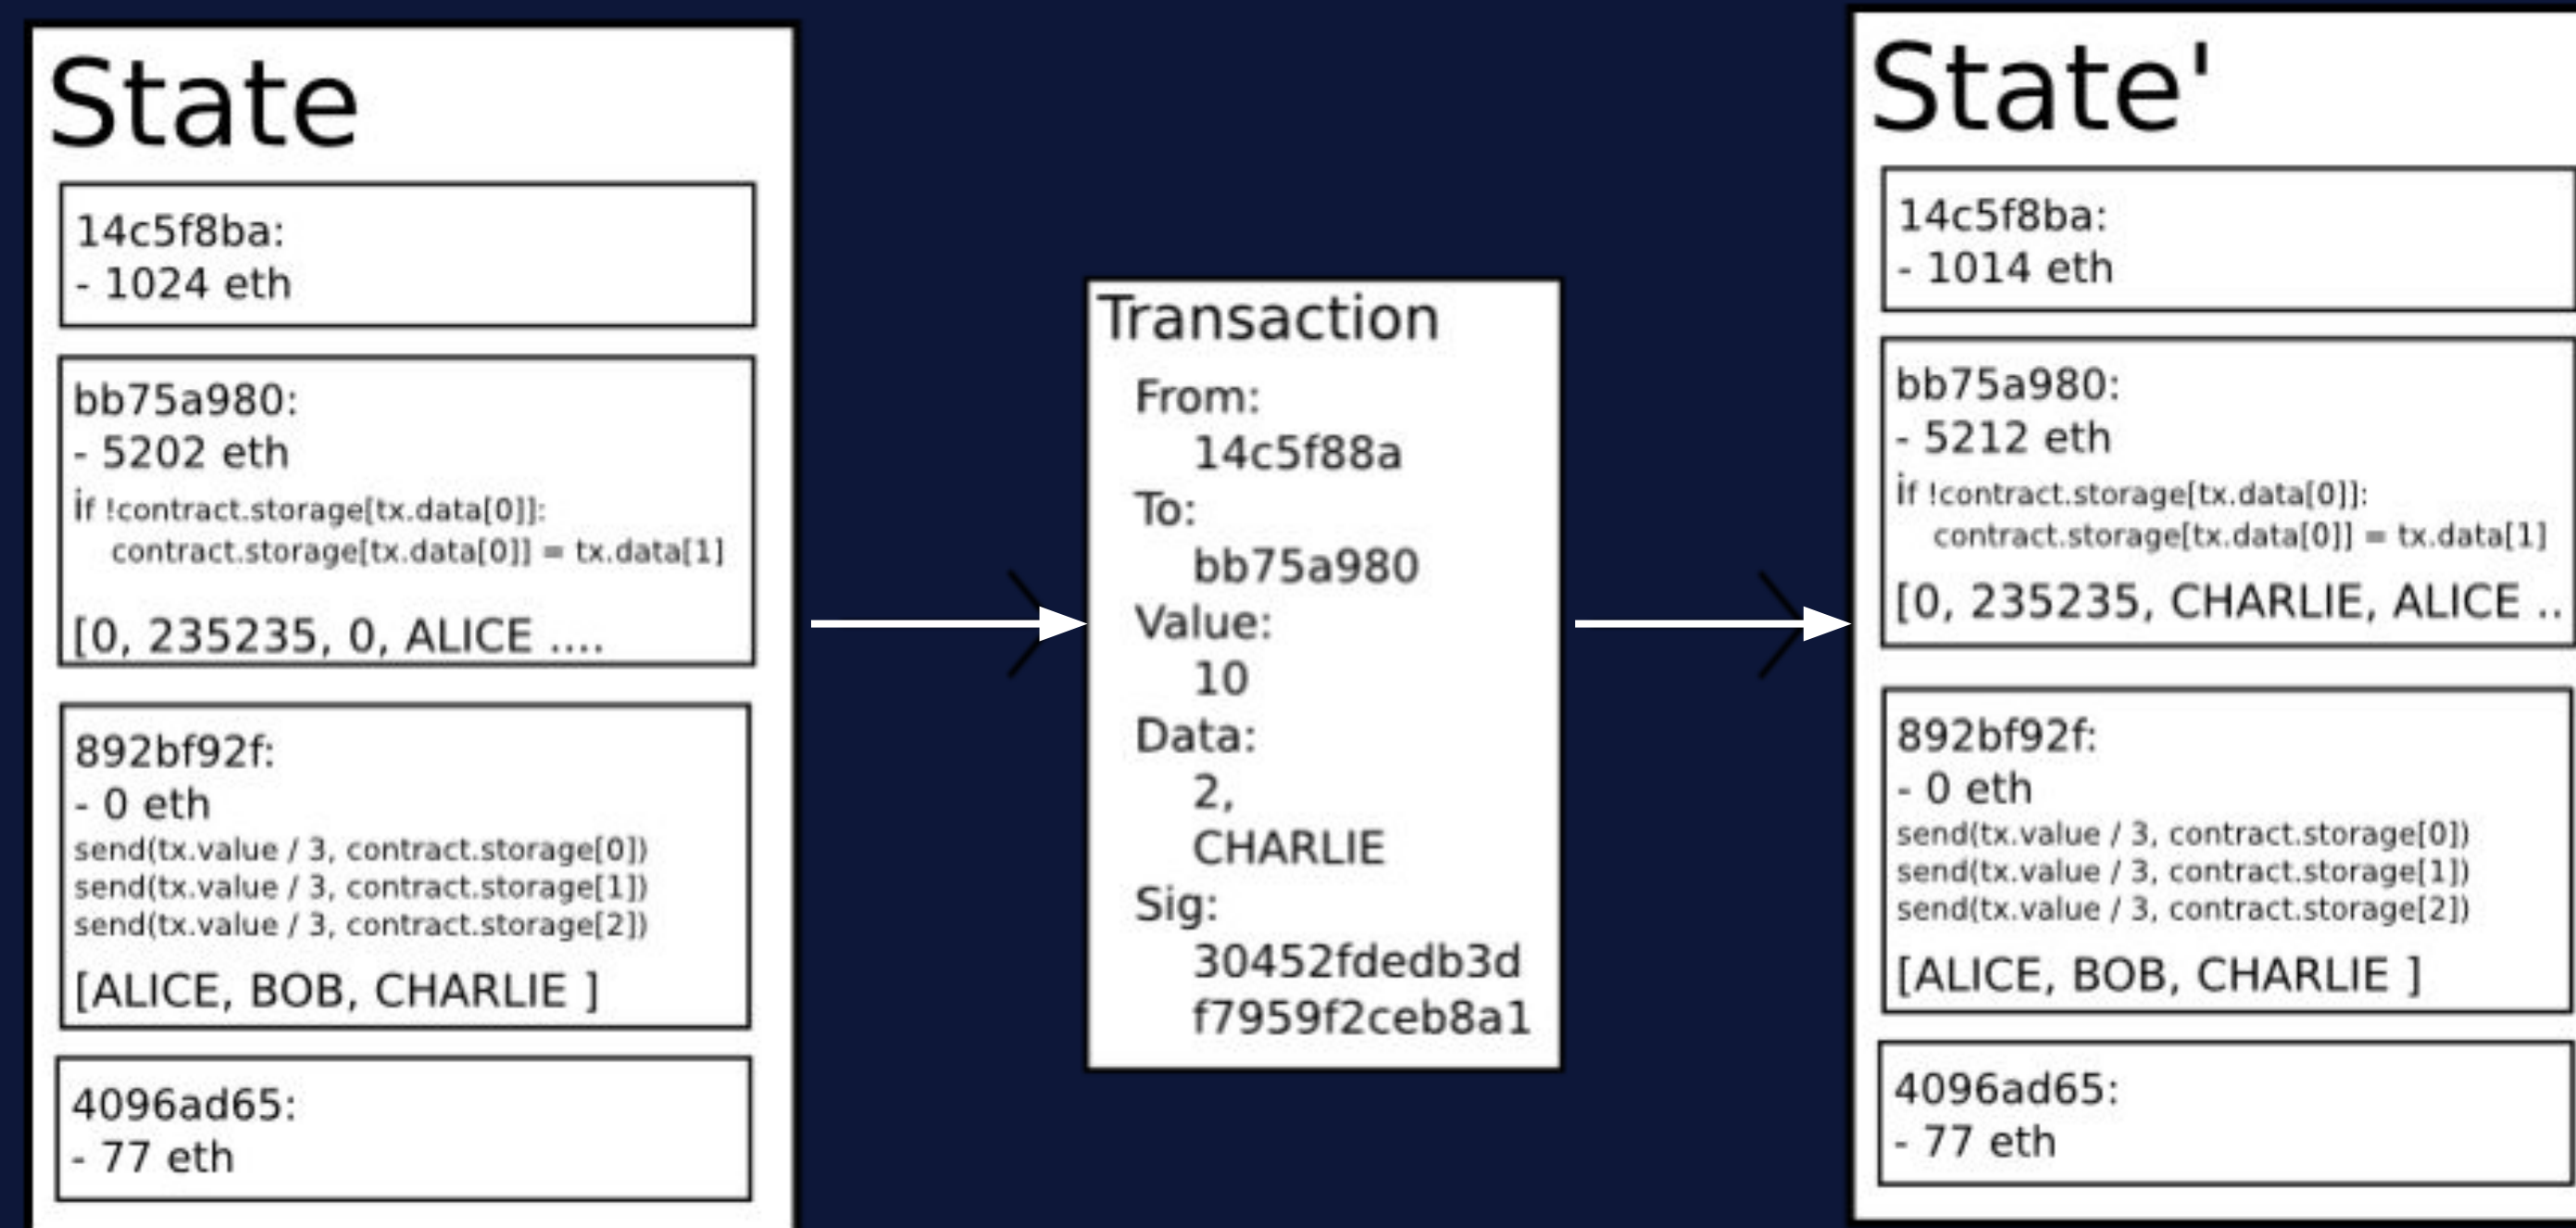 State
14c5f8ba:
- 1024 eth
bb75a980:
- 5202 eth
if !contract.storage[tx.data[0]]:
contract.storage[tx.data[0]] = tx.data[1]
[0, 235235, 0, ALICE ....
892bf92f:
- 0 eth
send(tx.value / 3, contract.storage[0])
send(tx.value / 3, contract.storage[1])
send(tx.value / 3, contract.storage[2])
[ALICE, BOB, CHARLIE ]
4096ad65:
- 77 eth
Transaction
From:
14c5f88a
To:
bb75a980
Value:
10
Data:
2,
CHARLIE
Sig:
30452fdedb3d
f7959f2ceb8a1
State'
14c5f8ba:
- 1014 eth
bb75a980:
- 5212 eth
if !contract.storage[tx.data[0]]:
contract.storage[tx.data[0]] = tx.data[1]
[0, 235235, CHARLIE, ALICE ..
892bf92f:
- 0 eth
send(tx.value / 3, contract.storage[0])
send(tx.value / 3, contract.storage[1])
send(tx.value / 3, contract.storage[2])
[ALICE, BOB, CHARLIE ]
4096ad65:
- 77 eth